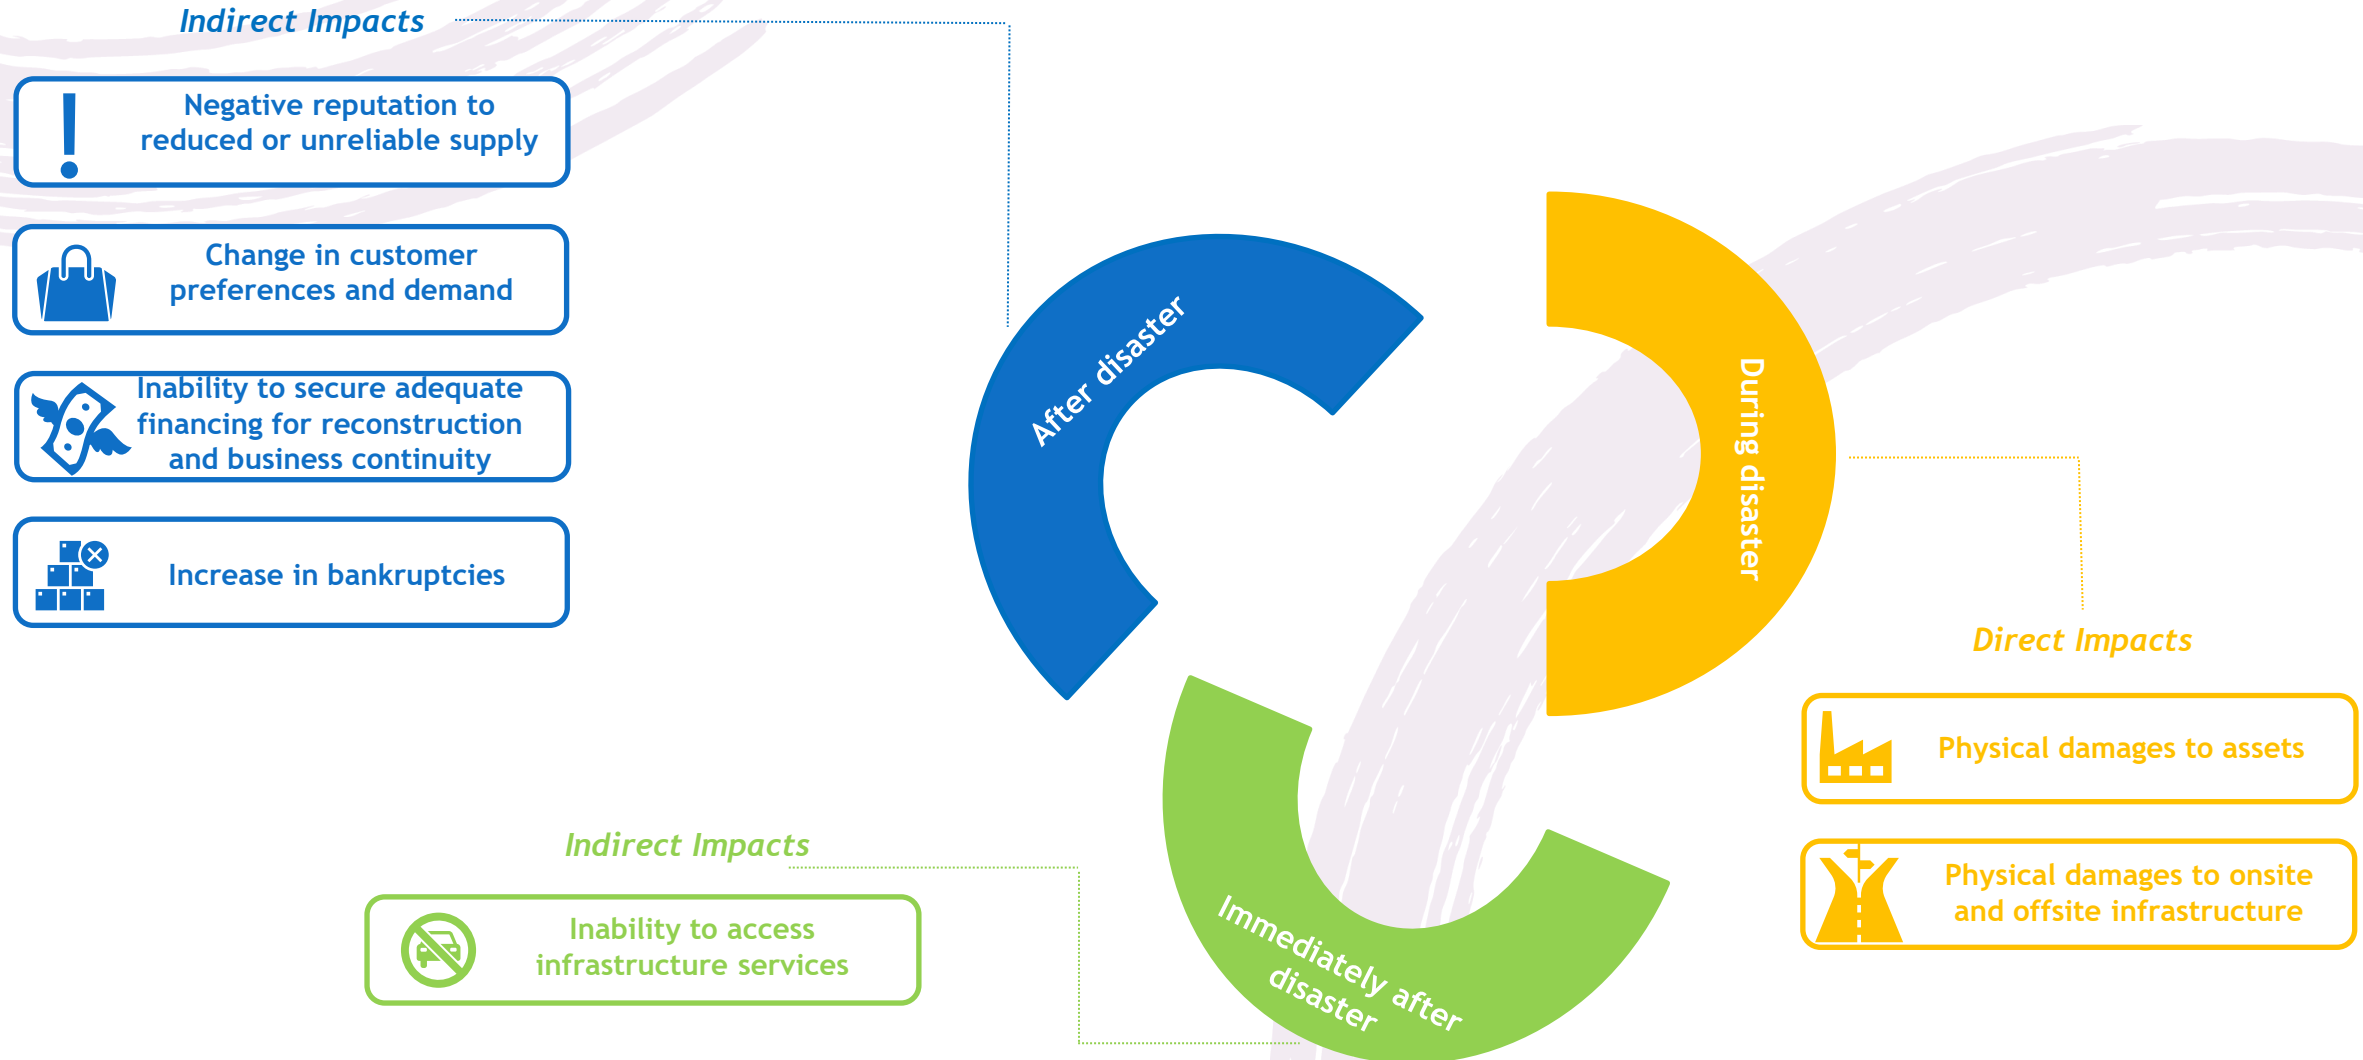 Indirect Impacts
Negative reputation to
reduced or unreliable supply
Change in customer
preferences and demand
Inability to secure adequate
financing for reconstruction
and business continuity
Increase in bankruptcies
After disaster
During disaster
Direct Impacts
Physical damages to assets
Physical damages to onsite
and offsite infrastructure
Indirect Impacts
Inability to access
infrastructure services
Immediately after
disaster